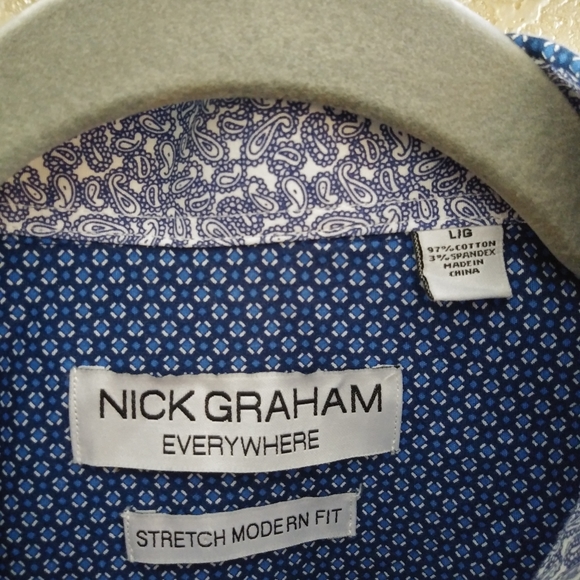 L/G
97% COTTON
3% SPANDEX
MADE IN
CHINA
NICK GRAHAM
EVERYWHERE
STRETCH MODERN FIT